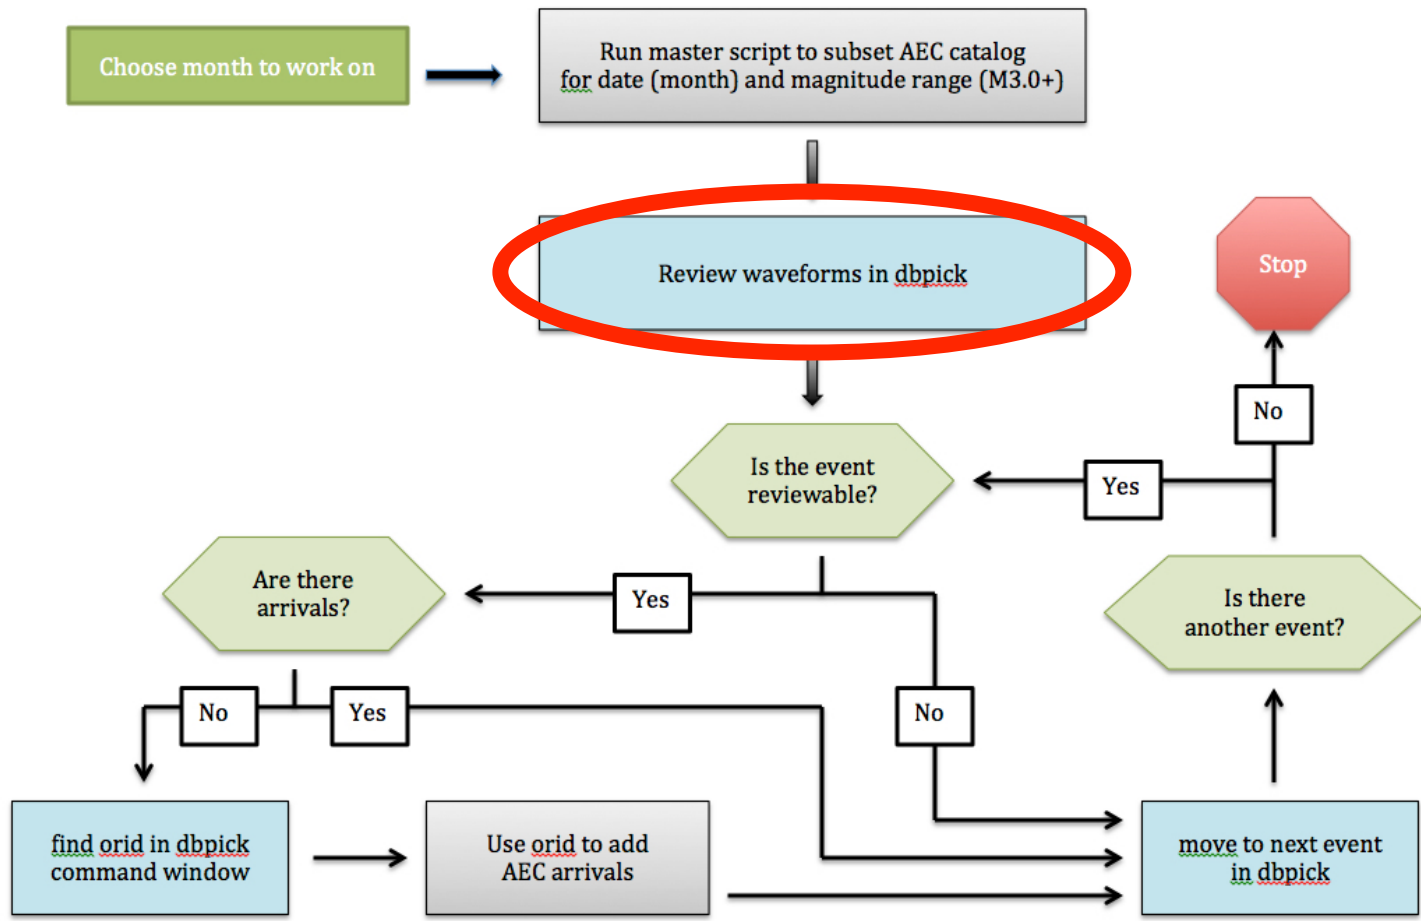 Choose month to work on
Run master script to subset AEC catalog
for date (month) and magnitude range (M3.0+)
Review waveforms in dbpick
Stop
No
Yes
Is the event
reviewable?
Are there
arrivals?
Yes
Is there
another event?
No
Yes
No
find orid in dbpick
command window
Use orid to add
AEC arrivals
move to next event
in dbpick